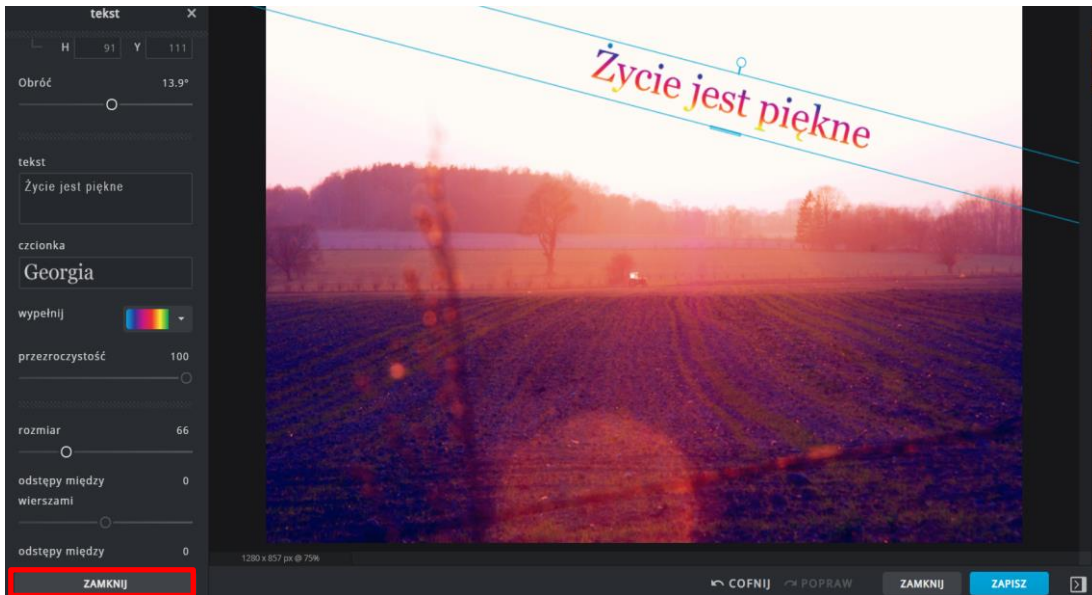 tekst ×
H 91 Y 111
Obróć 13.9°
tekst
Życie jest piękne
czcionka
Georgia
wypełnij
przezroczystość 100
rozmiar 66
odstępy między 0
wierszami
odstępy między 0
ZAMKNIJ
Życie jest piękne
1280 x 857 px @ 75%
COFNIJ POPRAW ZAMKNIJ ZAPISZ